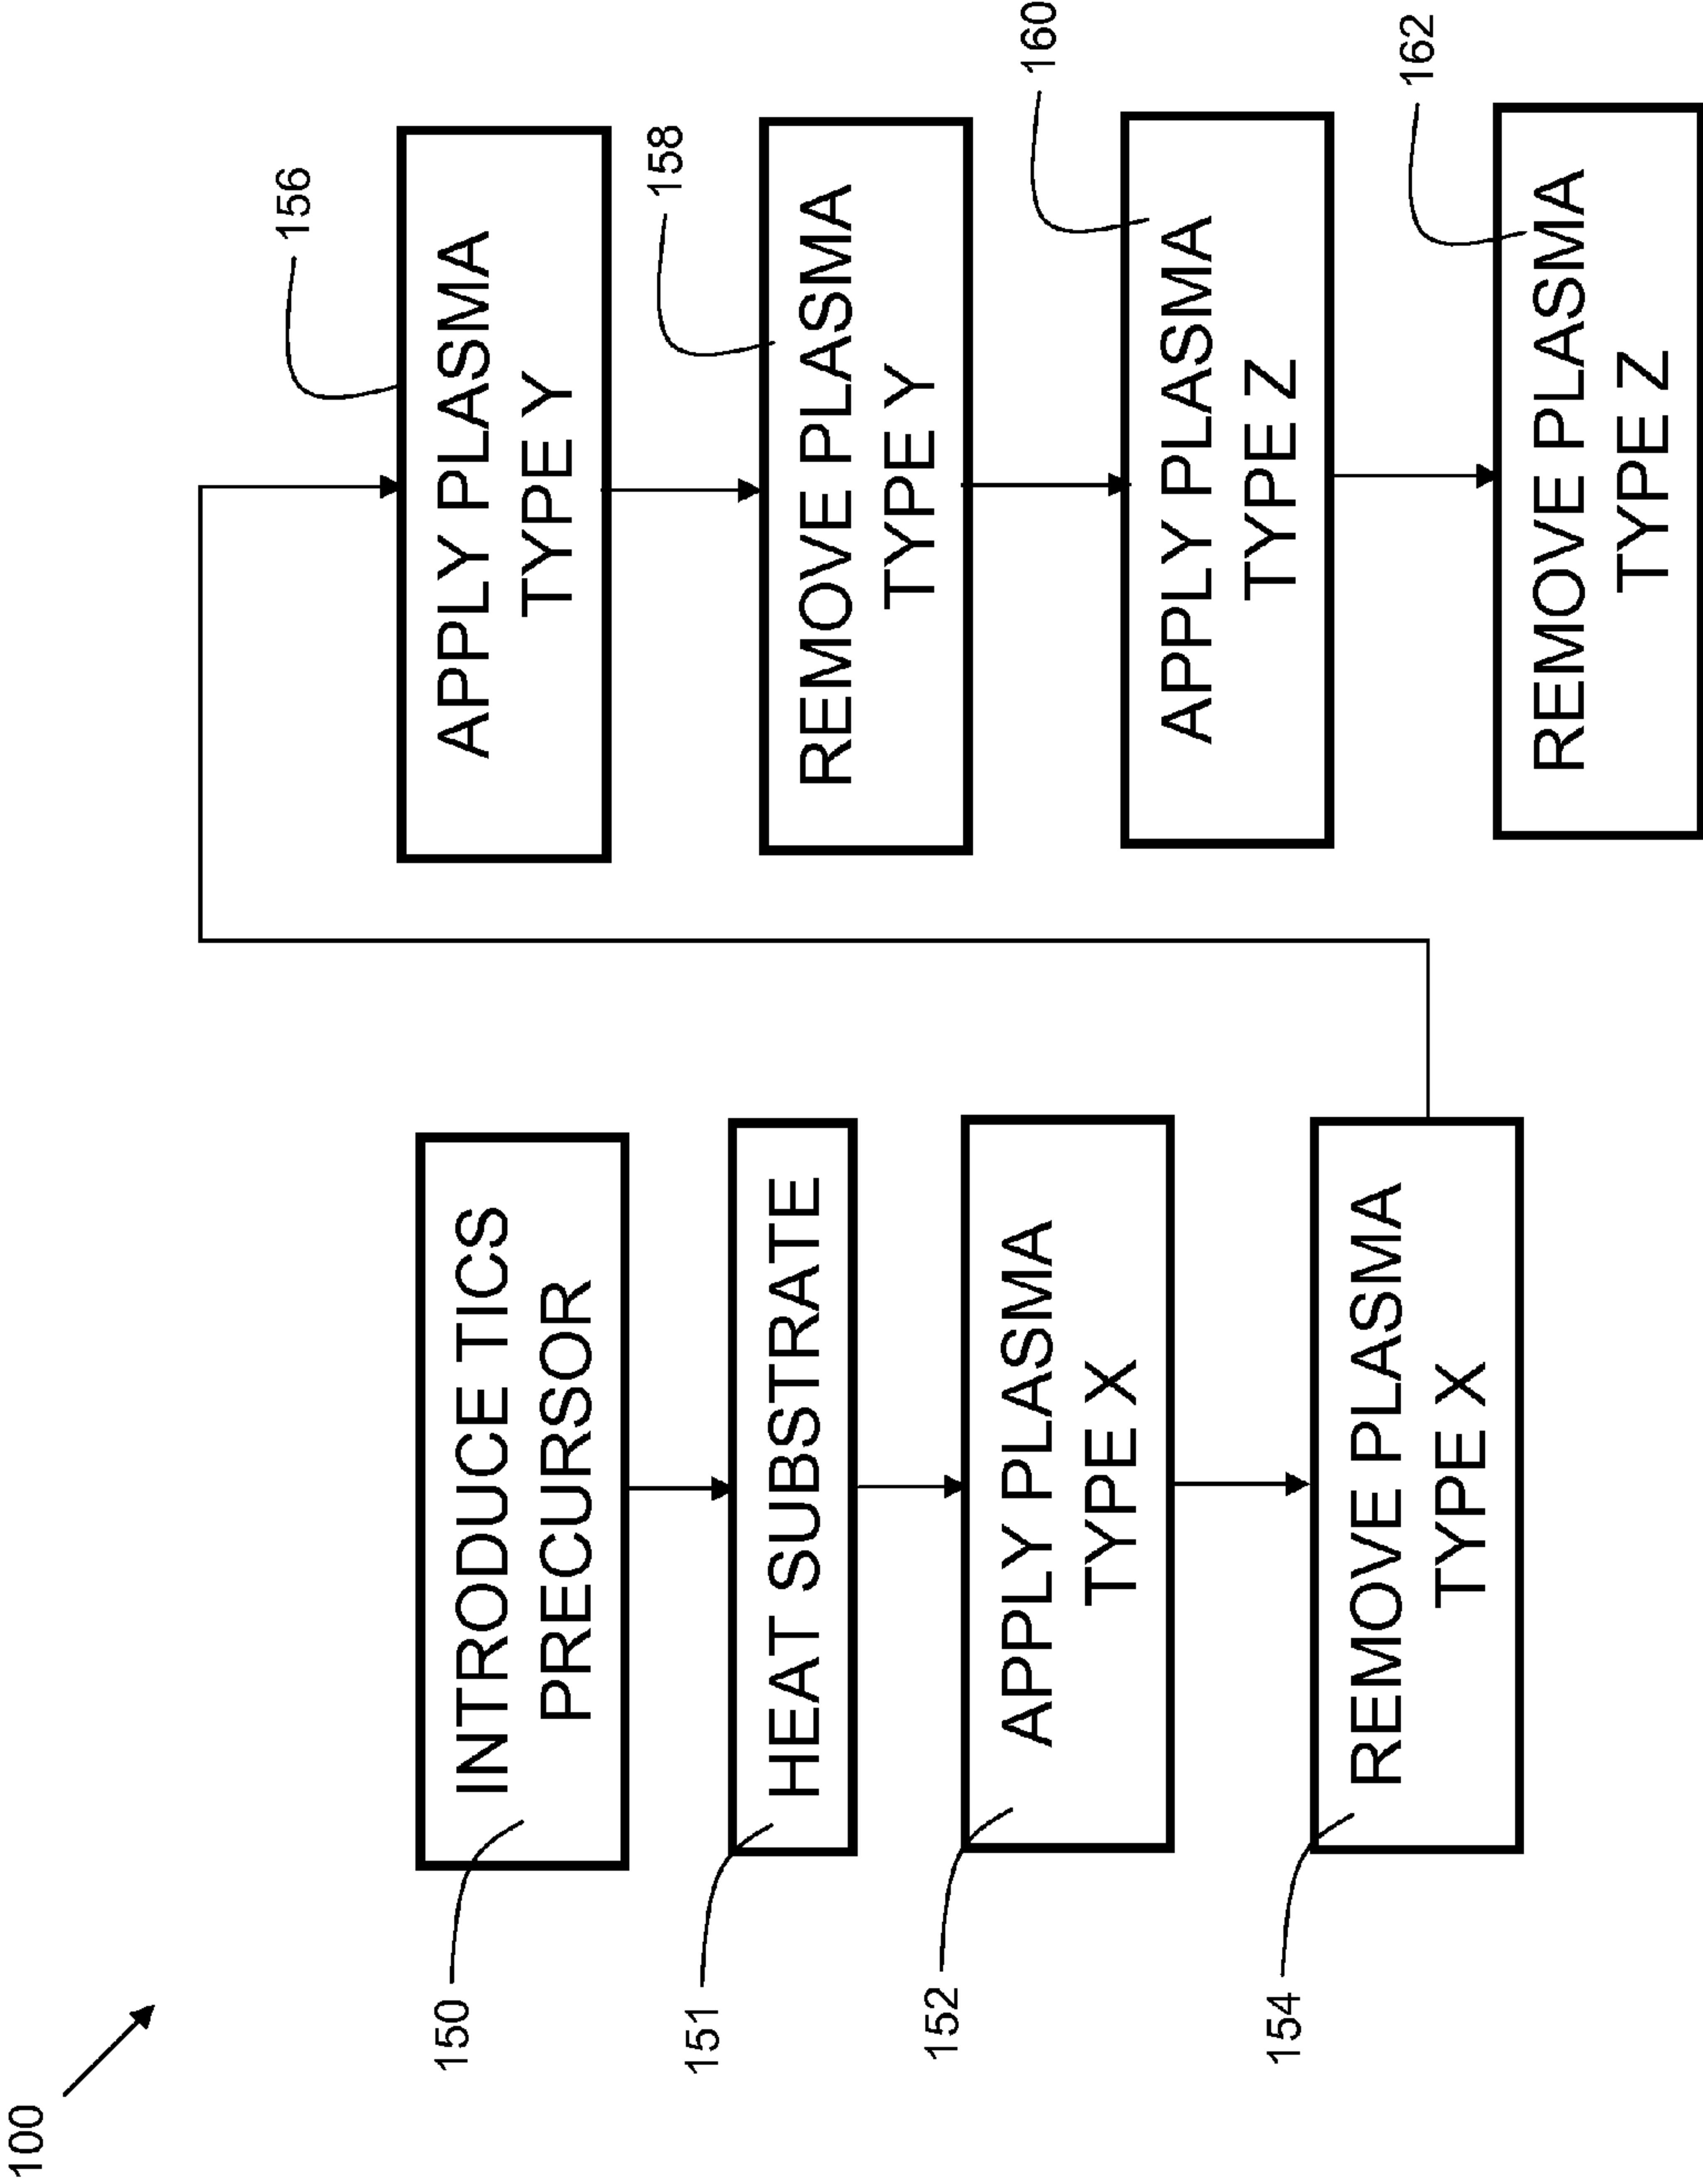 100
150
INTRODUCE TICS
PRECURSOR
151
HEAT SUBSTRATE
152
APPLY PLASMA
TYPE X
154
REMOVE PLASMA
TYPE X
156
APPLY PLASMA
TYPE Y
158
REMOVE PLASMA
TYPE Y
160
APPLY PLASMA
TYPE Z
162
REMOVE PLASMA
TYPE Z